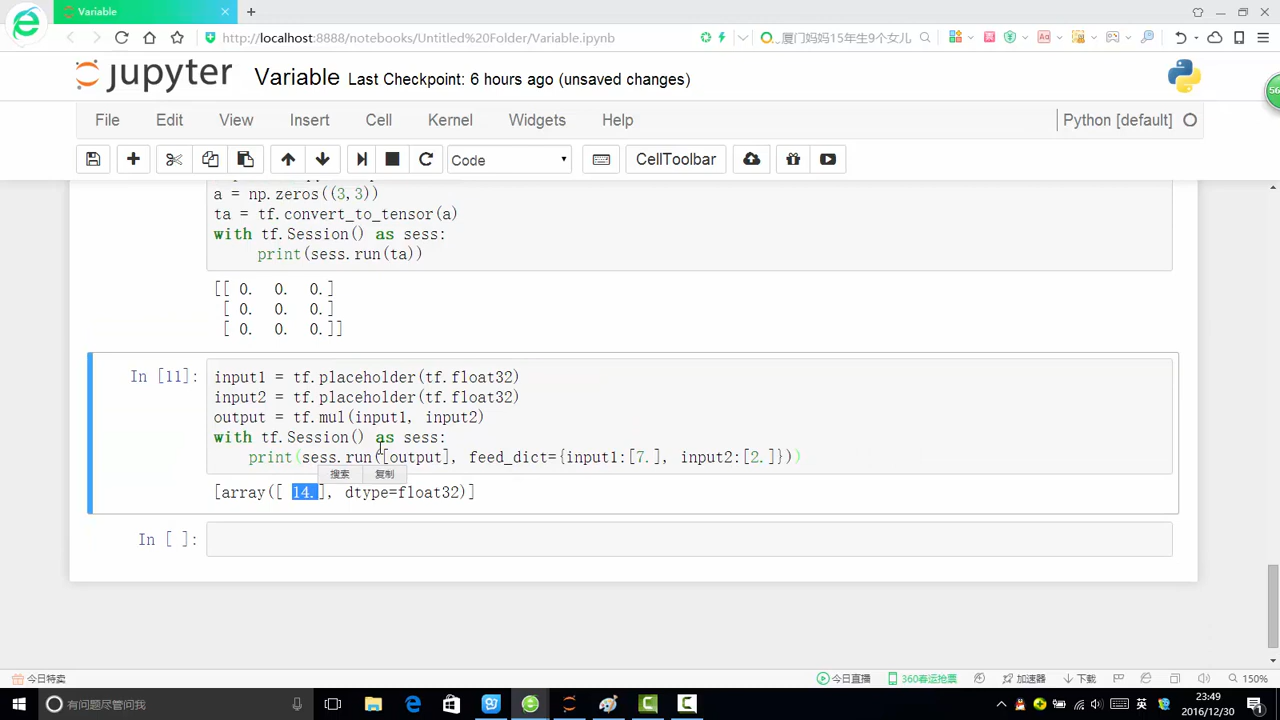 Variable
http://localhost:8888/notebooks/Untitled%20Folder/Variable.ipynb
厦门妈妈15年生9个女儿
jupyter Variable Last Checkpoint: 6 hours ago (unsaved changes)
56
File Edit View Insert Cell Kernel Widgets Help Python [default]
Code CellToolbar
a = np.zeros((3,3))
ta = tf.convert_to_tensor(a)
with tf.Session() as sess:
print(sess.run(ta))
[[ 0. 0. 0.]
[ 0. 0. 0.]
[ 0. 0. 0.]]
In [11]: input1 = tf.placeholder(tf.float32)
input2 = tf.placeholder(tf.float32)
output = tf.mul(input1, input2)
with tf.Session() as sess:
print(sess.run([output], feed_dict={input1:[7.], input2:[2.]}))
搜索 复制
[array([ 14.], dtype=float32)]
In [ ]:
今日特卖 今日直播 360春运抢票 加速器 下载 150%
有问题尽管问我 英 23:49
2016/12/30